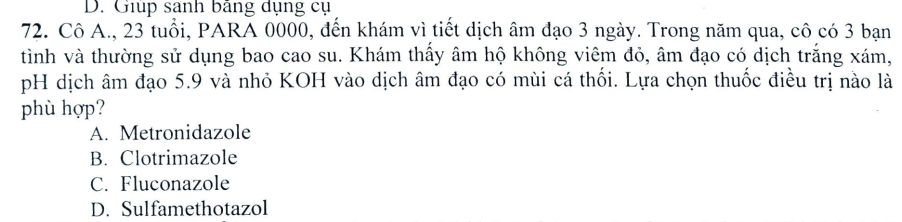 D. Giúp sanh bằng dụng cụ
72. Cô A., 23 tuổi, PARA 0000, đến khám vì tiết dịch âm đạo 3 ngày. Trong năm qua, cô có 3 bạn
tình và thường sử dụng bao cao su. Khám thấy âm hộ không viêm đỏ, âm đạo có dịch trắng xám,
pH dịch âm đạo 5.9 và nhỏ KOH vào dịch âm đạo có mùi cá thối. Lựa chọn thuốc điều trị nào là
phù hợp?
A. Metronidazole
B. Clotrimazole
C. Fluconazole
D. Sulfamethotazol